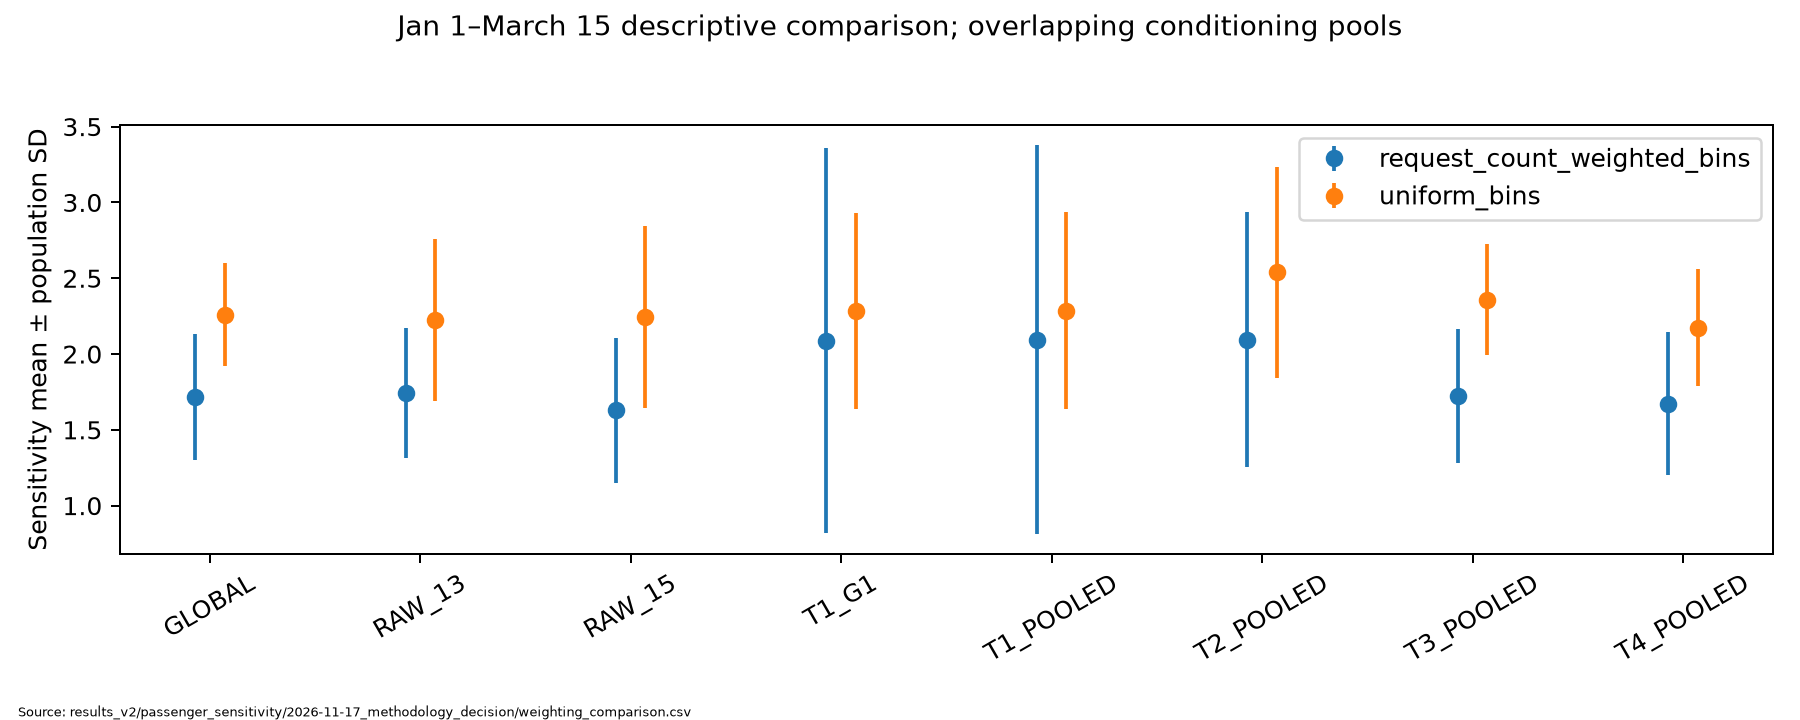 Jan 1–March 15 descriptive comparison; overlapping conditioning pools
Sensitivity mean ± population SD
3.5
3.0
2.5
2.0
1.5
1.0
request_count_weighted_bins
uniform_bins
GLOBAL
RAW_13
RAW_15
T1_G1
T1_POOLED
T2_POOLED
T3_POOLED
T4_POOLED
Source: results_v2/passenger_sensitivity/2026-11-17_methodology_decision/weighting_comparison.csv